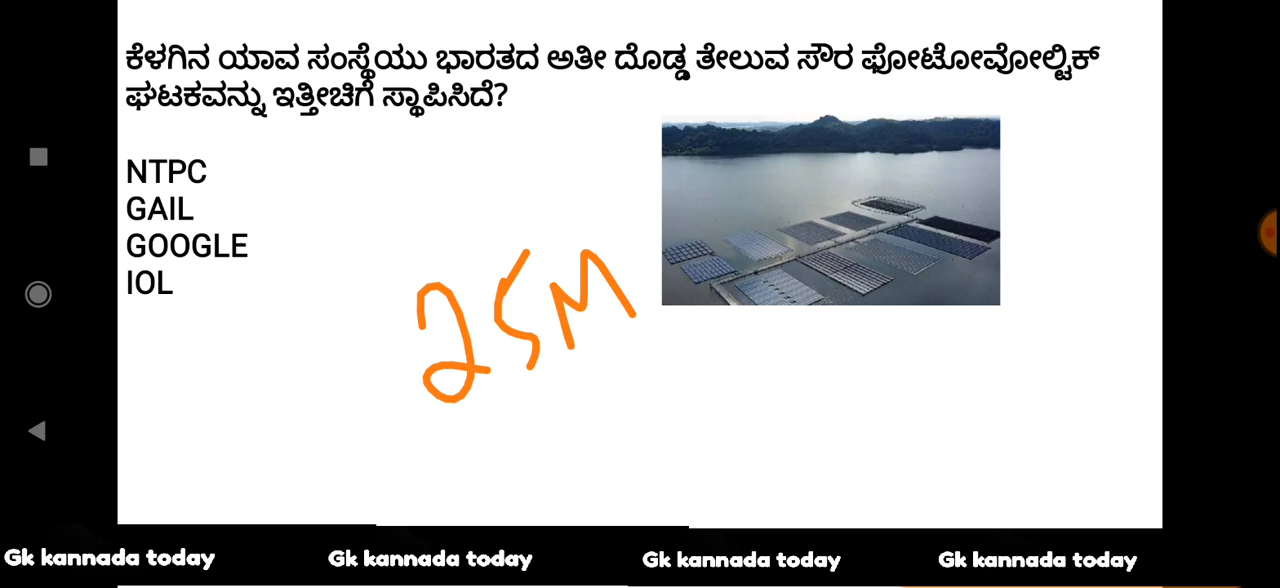 ಕೆಳಗಿನ ಯಾವ ಸಂಸ್ಥೆಯು ಭಾರತದ ಅತೀ ದೊಡ್ಡ ತೇಲುವ ಸೌರ ಫೋಟೋವೋಲ್ಟಿಕ್
ಘಟಕವನ್ನು ಇತ್ತೀಚಿಗೆ ಸ್ಥಾಪಿಸಿದೆ?
NTPC
GAIL
GOOGLE
IOL
25M
Gk kannada today Gk kannada today Gk kannada today Gk kannada today